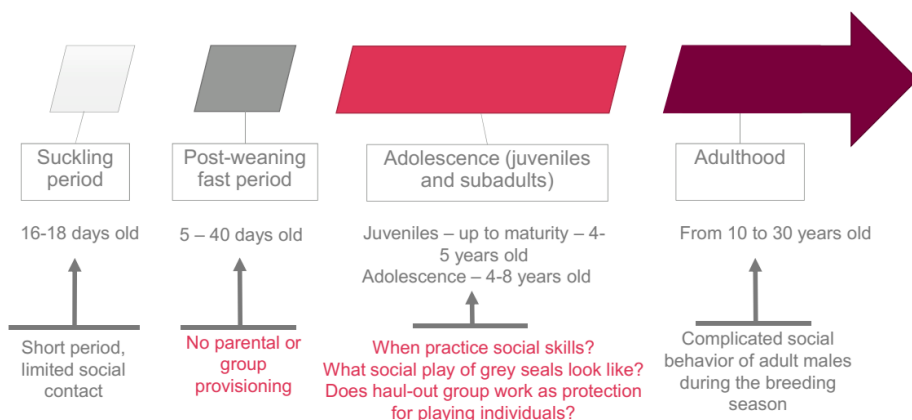 Suckling
period
Post-weaning
fast period
Adolescence (juveniles
and subadults)
Adulthood
16-18 days old
5 – 40 days old
Juveniles – up to maturity – 4-
5 years old
Adolescence – 4-8 years old
From 10 to 30 years old
Short period,
limited social
contact
No parental or
group
provisioning
When practice social skills?
What social play of grey seals look like?
Does haul-out group work as protection
for playing individuals?
Complicated social
behavior of adult males
during the breeding
season